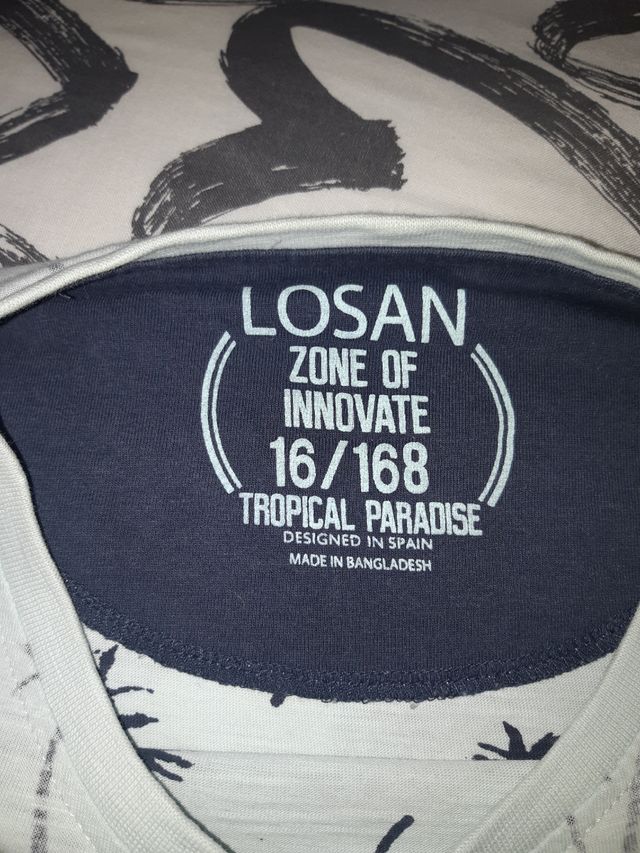 LOSAN
ZONE OF
INNOVATE
16/168
TROPICAL PARADISE
DESIGNED IN SPAIN
MADE IN BANGLADESH